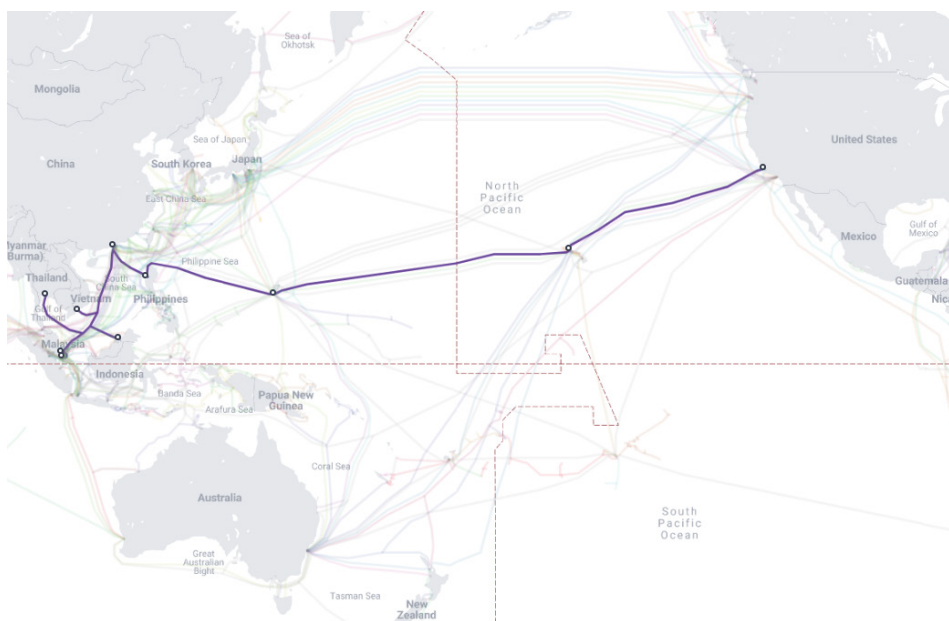 Sea of
Okhotsk
Mongolia
Sea of Japan
China
South Korea
Japan
United States
East China Sea
North
Pacific
Ocean
Gulf of
Mexico
Mexico
Myanmar
(Burma)
Philippine Sea
Thailand
South
China Sea
Vietnam
Philippines
Gulf of
Thailand
Guatemala
Nica
Malaysia
Indonesia
Banda Sea
Papua New
Guinea
Arafura Sea
Coral Sea
Australia
South
Pacific
Ocean
Great
Australian
Bight
Tasman Sea
New
Zealand